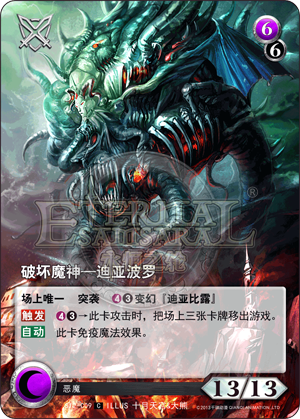 6
6
ETERNAL
SAMSARA
®
破坏魔神—迪亚波罗
场上唯一 突袭 ④③变幻『迪亚比露』
触发 ④③→此卡攻击时，把场上三张卡牌移出游戏。
自动 此卡免疫魔法效果。
恶魔
13/13